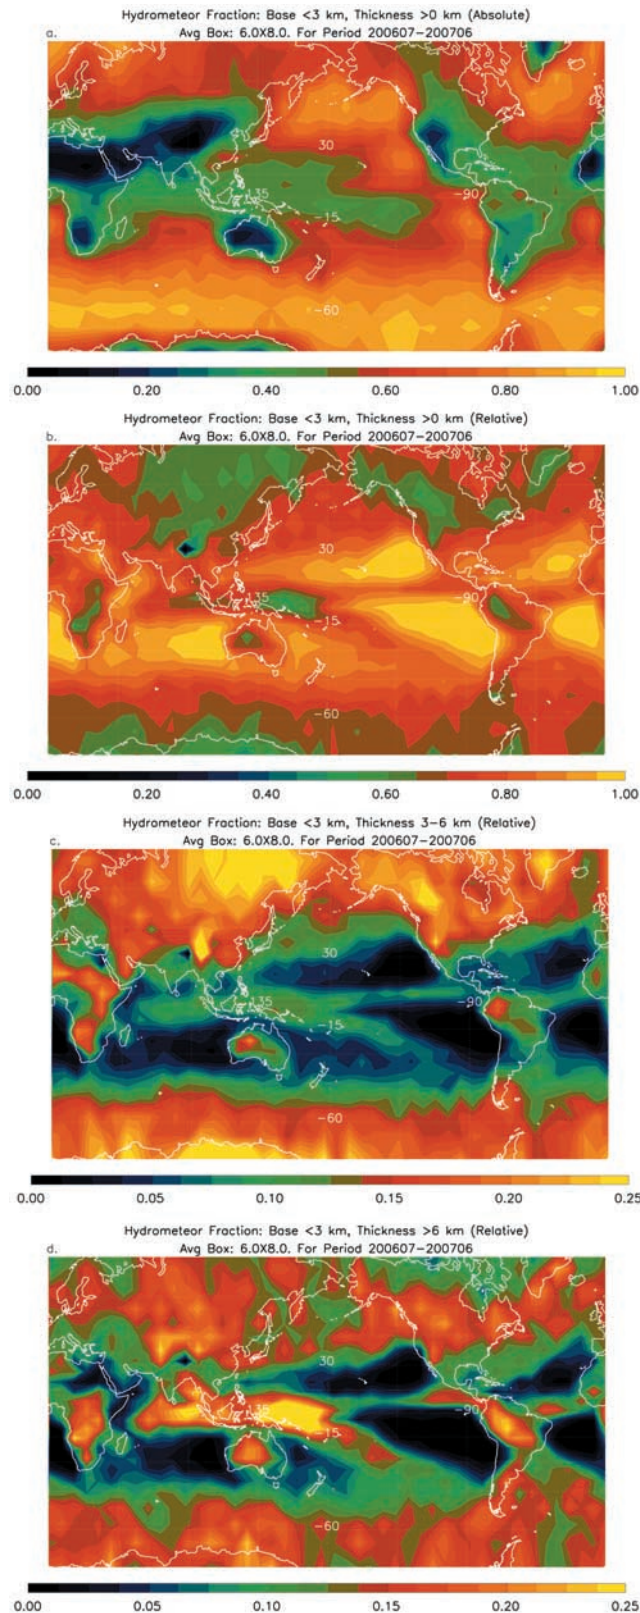 Hydrometeor Fraction: Base <3 km, Thickness >0 km (Absolute)
a. Avg Box: 6.0X8.0. For Period 200607-200706
30
135
-90
-15
-60
0.00 0.20 0.40 0.60 0.80 1.00
Hydrometeor Fraction: Base <3 km, Thickness >0 km (Relative)
b. Avg Box: 6.0X8.0. For Period 200607-200706
30
135
-90
-15
-60
0.00 0.20 0.40 0.60 0.80 1.00
Hydrometeor Fraction: Base <3 km, Thickness 3-6 km (Relative)
c. Avg Box: 6.0X8.0. For Period 200607-200706
30
135
-90
-15
-60
0.00 0.05 0.10 0.15 0.20 0.25
Hydrometeor Fraction: Base <3 km, Thickness >6 km (Relative)
d. Avg Box: 6.0X8.0. For Period 200607-200706
30
135
-90
-15
-60
0.00 0.05 0.10 0.15 0.20 0.25